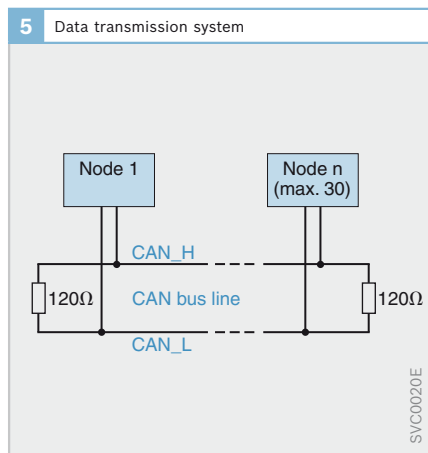 5 Data transmission system
Node 1
Node n
(max. 30)
CAN_H
120Ω CAN bus line 120Ω
CAN_L
SVC0020E